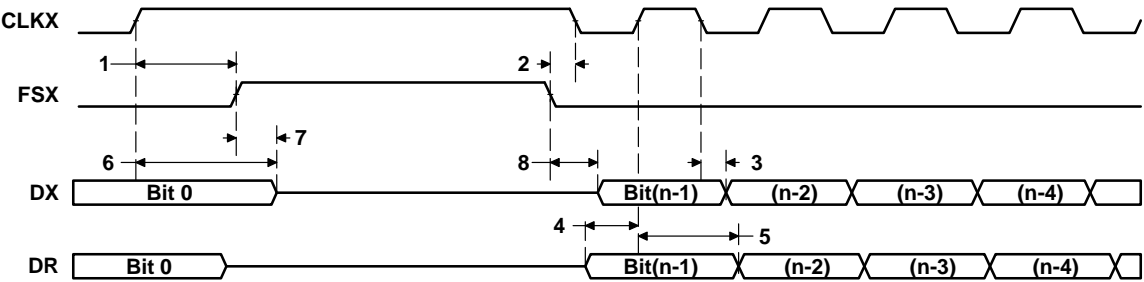 CLKX
1 2
FSX
7
6 8 3
DX Bit 0 Bit(n-1) (n-2) (n-3) (n-4)
4 5
DR Bit 0 Bit(n-1) (n-2) (n-3) (n-4)